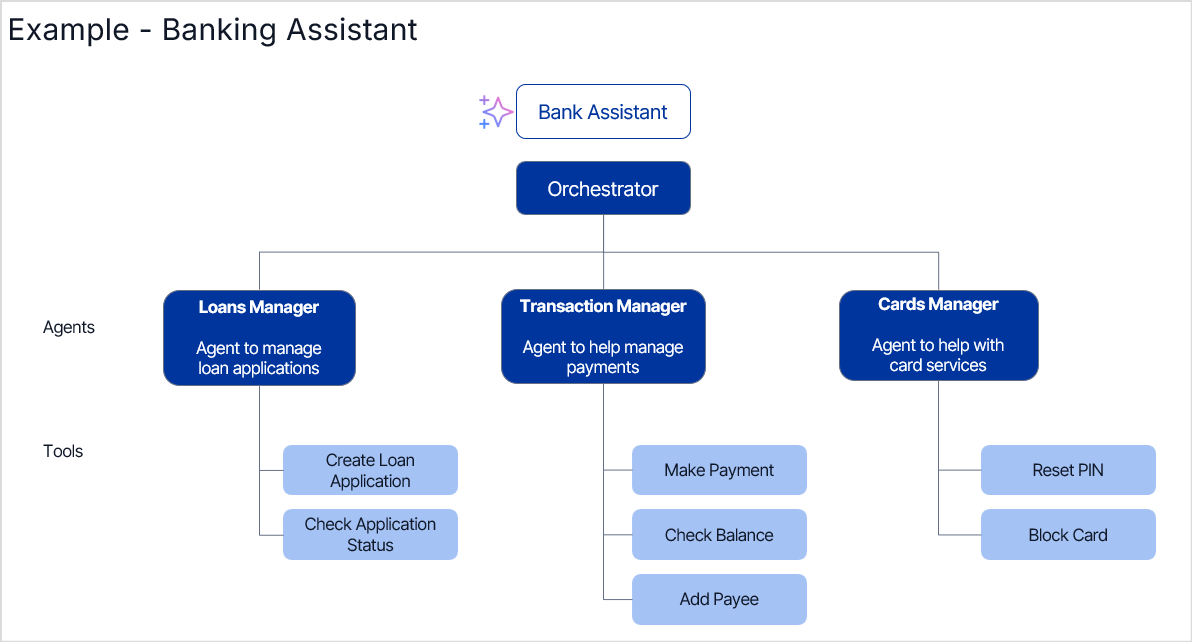 Example - Banking Assistant
Bank Assistant
Orchestrator
Agents
Loans Manager
Agent to manage
loan applications
Transaction Manager
Agent to help manage
payments
Cards Manager
Agent to help with
card services
Tools
Create Loan
Application
Check Application
Status
Make Payment
Check Balance
Add Payee
Reset PIN
Block Card